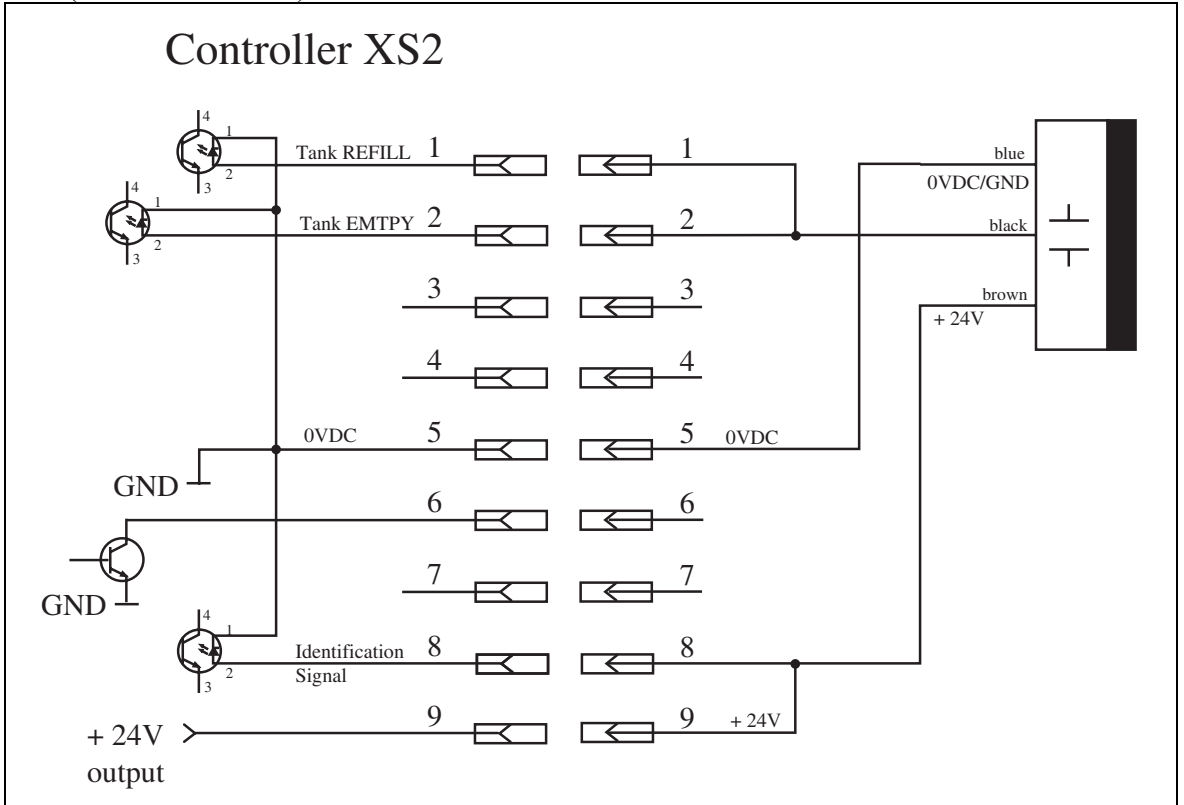 Controller XS2
4
1
Tank REFILL 1
1
2
3
blue
0VDC/GND
4
1
Tank EMTPY 2
2
2
3
black
3
3
brown
+ 24V
4
4
0VDC 5
5 0VDC
GND
6
6
7
7
GND
4
1
Identification 8
Signal
8
2
3
9
9 + 24V
+ 24V
output